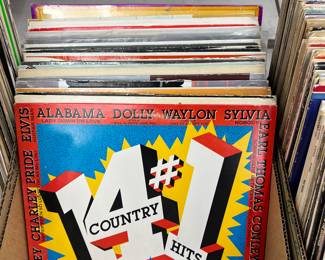 ALABAMA DOLLY WAYLON SYLVIA
EARL THOMAS CONLEY
CHARLEY PRIDE ELVIS
14 #1
COUNTRY
HITS